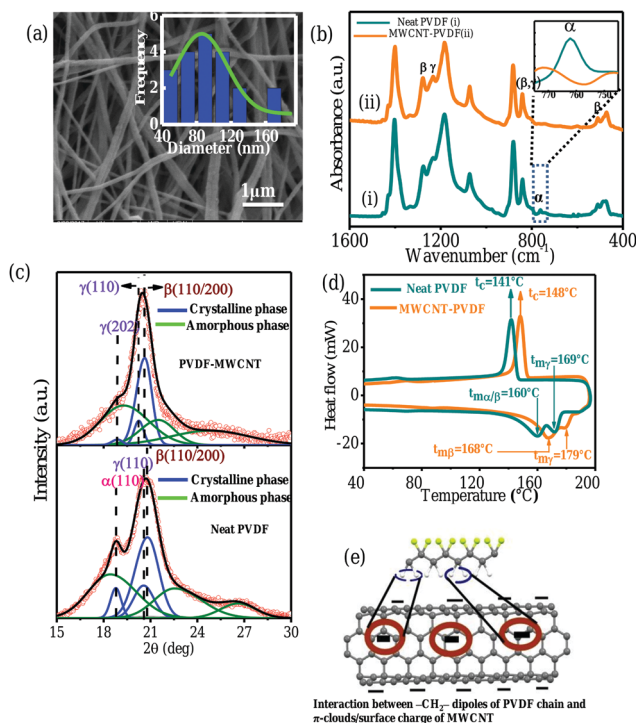 (a)
Frequency
6
4
2
0
40 80 120 160
Diameter (nm)
1μm
(b)
Neat PVDF (i)
MWCNT-PVDF(ii)
α
770 760 750
β γ
(β,γ)
β
(ii)
(i)
α
Absorbance (a.u.)
1600 1200 800 400
Wavenumber (cm-1)
(c)
γ(110)
β(110/200)
γ(202)
Crystalline phase
Amorphous phase
PVDF-MWCNT
γ(110)
β(110/200)
α(110)
Crystalline phase
Amorphous phase
Neat PVDF
Intensity (a.u.)
15 21 27 30
2θ (deg)
(d)
tc=141°C
Neat PVDF
tc=148°C
MWCNT-PVDF
40
20
0
-20
Heat flow (mW)
tmγ=169°C
tmα/β=160°C
tmβ=168°C
tmγ=179°C
40 80 120 160 200
Temperature (°C)
(e)
Interaction between –CH2– dipoles of PVDF chain and
π-clouds/surface charge of MWCNT